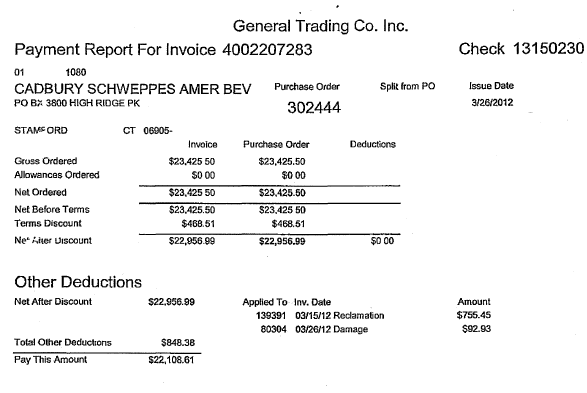 General Trading Co. Inc.
Payment Report For Invoice 4002207283 Check 13150230
01 1080
CADBURY SCHWEPPES AMER BEV Purchase Order Split from PO Issue Date
PO BX 3800 HIGH RIDGE PK 302444 3/26/2012
STAMFORD CT 06905-
Invoice Purchase Order Deductions
Gross Ordered $23,425 50 $23,425.50
Allowances Ordered $0 00 $0 00
Net Ordered $23,425 50 $23,425.50
Net Before Terms $23,425.50 $23,425 50
Terms Discount $468.51 $468.51
Net After Discount $22,956.99 $22,956.99 $0 00
Other Deductions
Net After Discount $22,956.99 Applied To Inv. Date Amount
139391 03/15/12 Reclamation $755.45
80304 03/26/12 Damage $92.93
Total Other Deductions $848.38
Pay This Amount $22,108.61